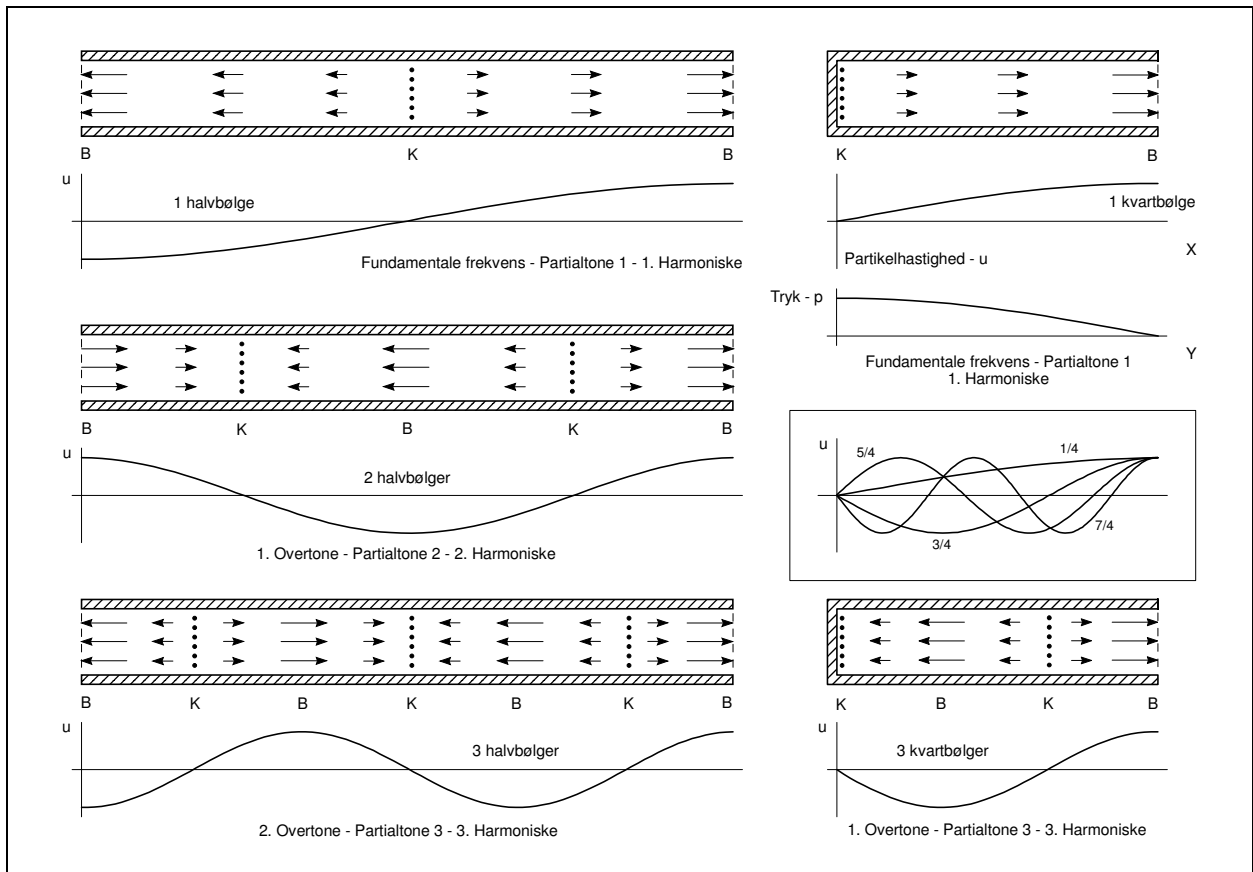 B K B
u
1 halvbølge
Fundamentale frekvens - Partialtone 1 - 1. Harmoniske
B K B K B
u
2 halvbølger
1. Overtone - Partialtone 2 - 2. Harmoniske
B K B K B K B
u
3 halvbølger
2. Overtone - Partialtone 3 - 3. Harmoniske
K B
1 kvartbølge
X
Partikelhastighed - u
Tryk - p
Y
Fundamentale frekvens - Partialtone 1
1. Harmoniske
u
5/4
1/4
3/4
7/4
K B K B
u
3 kvartbølger
1. Overtone - Partialtone 3 - 3. Harmoniske